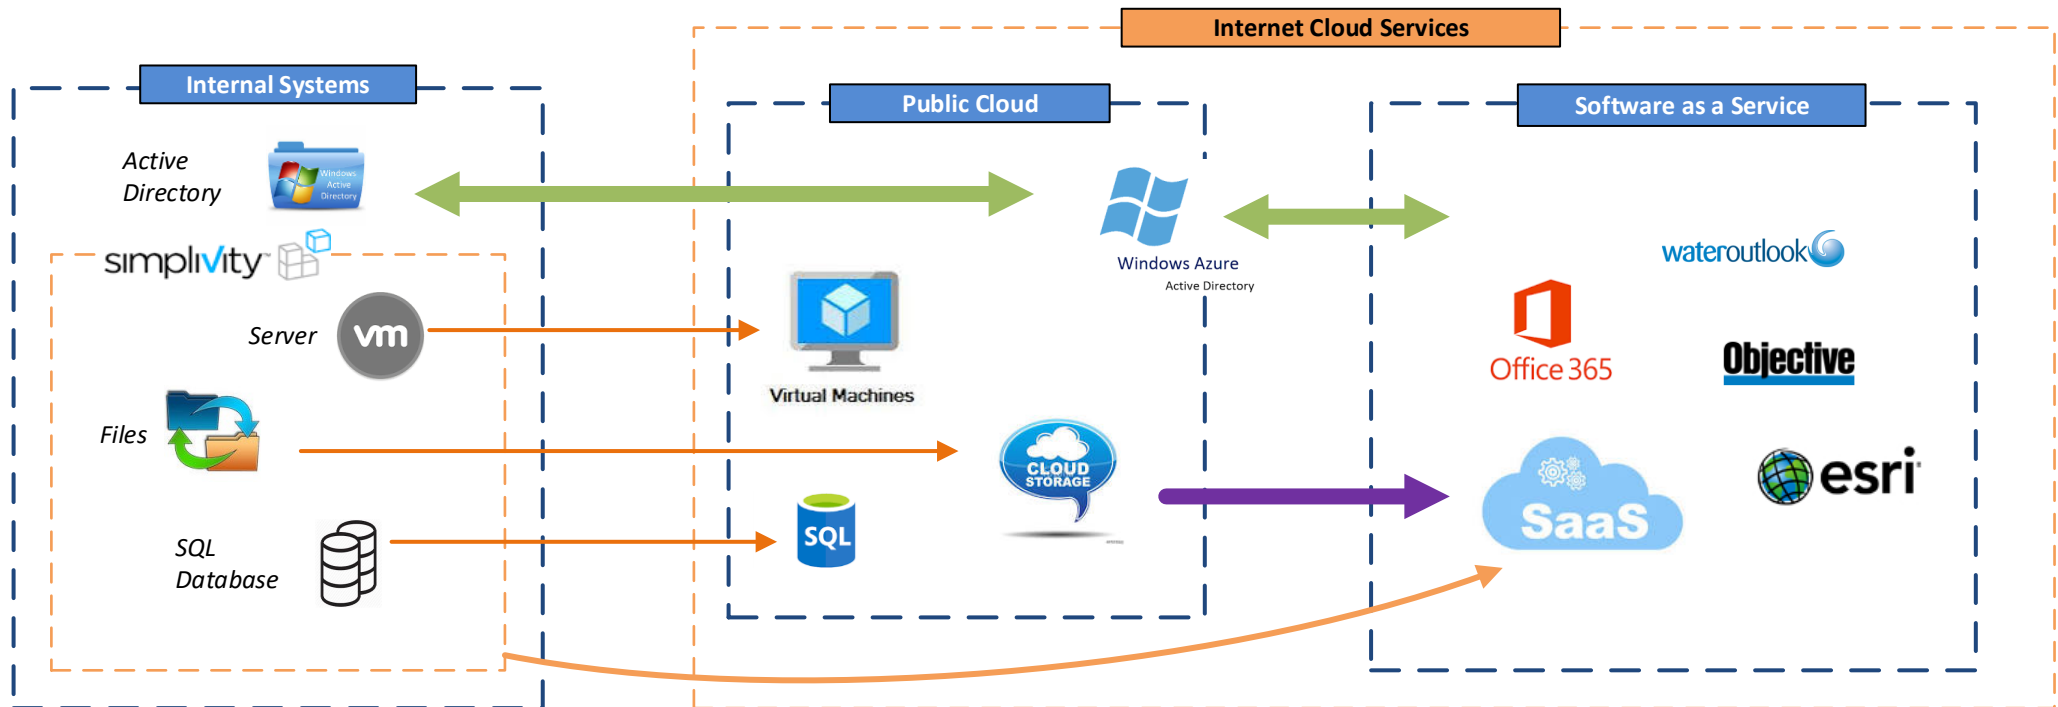 Internet Cloud Services
Internal Systems
Public Cloud
Software as a Service
Active
Directory
Windows
Active
Directory
simplivity
Server
vm
Files
SQL
Database
Windows Azure
Active Directory
Virtual Machines
CLOUD
STORAGE
SQL
wateroutlook
Office 365
Objective
esri
SaaS